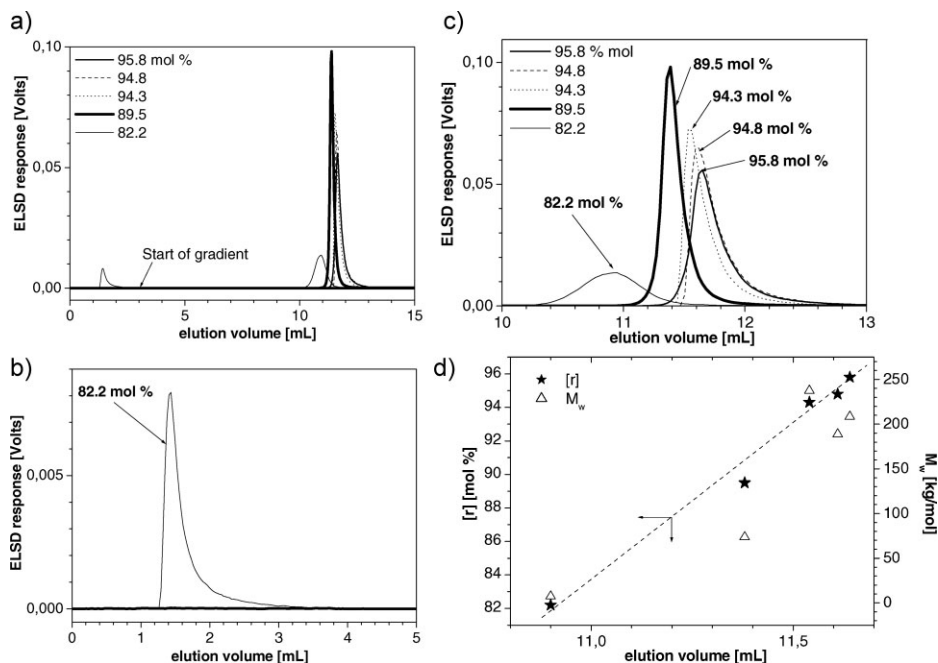 a)
0,10
0,05
0,00
ELSD response [Volts]
95.8 mol %
94.8
94.3
89.5
82.2
Start of gradient
0
5
10
15
elution volume [mL]
c)
0,10
0,05
0,00
ELSD response [Volts]
95.8 % mol
94.8
94.3
89.5
82.2
89.5 mol %
94.3 mol %
94.8 mol %
95.8 mol %
82.2 mol %
10
11
12
13
elution volume [mL]
b)
0,005
0,000
ELSD response [Volts]
82.2 mol %
0
1
2
3
4
5
elution volume [mL]
d)
96
94
92
90
88
86
84
82
[r] [mol %]
[r]
Mw
250
200
150
100
50
0
Mw [kg/mol]
11,0
11,5
elution volume [mL]